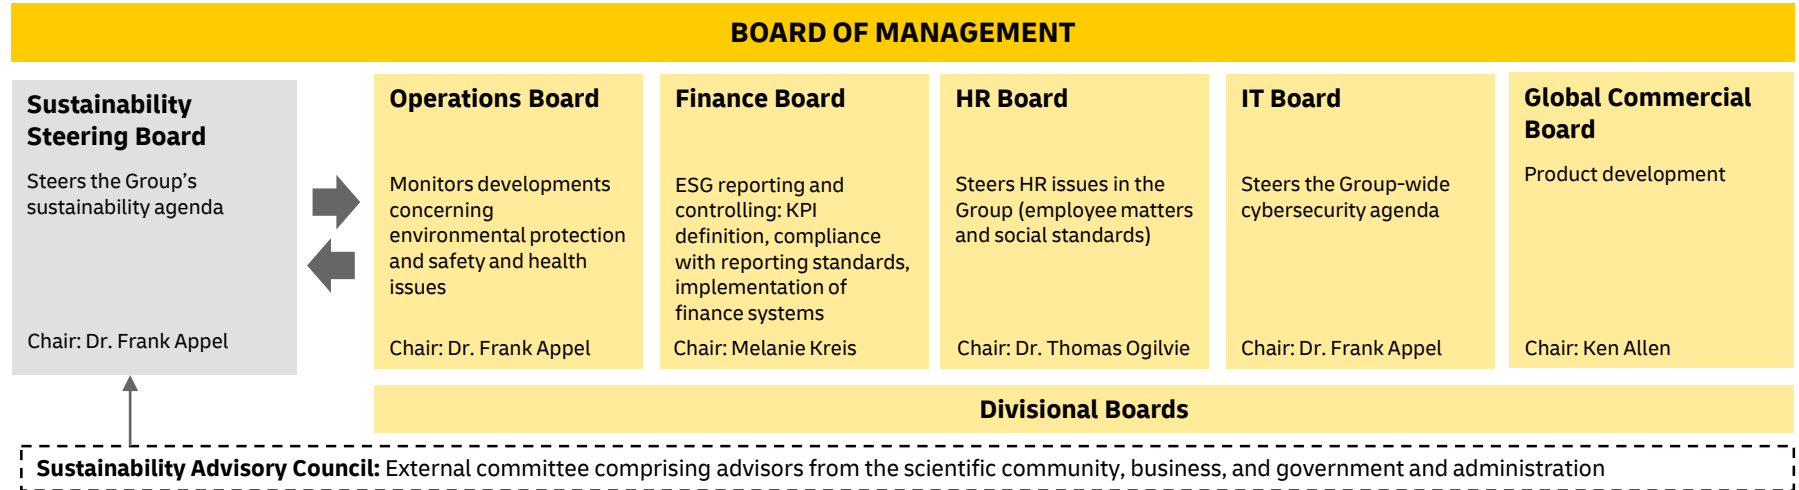 BOARD OF MANAGEMENT
Sustainability
Steering Board
Steers the Group's
sustainability agenda
Chair: Dr. Frank Appel
Operations Board
Monitors developments
concerning
environmental protection
and safety and health
issues
Chair: Dr. Frank Appel
Finance Board
ESG reporting and
controlling: KPI
definition, compliance
with reporting standards,
implementation of
finance systems
Chair: Melanie Kreis
HR Board
Steers HR issues in the
Group (employee matters
and social standards)
Chair: Dr. Thomas Ogilvie
IT Board
Steers the Group-wide
cybersecurity agenda
Chair: Dr. Frank Appel
Global Commercial
Board
Product development
Chair: Ken Allen
Divisional Boards
Sustainability Advisory Council: External committee comprising advisors from the scientific community, business, and government and administration